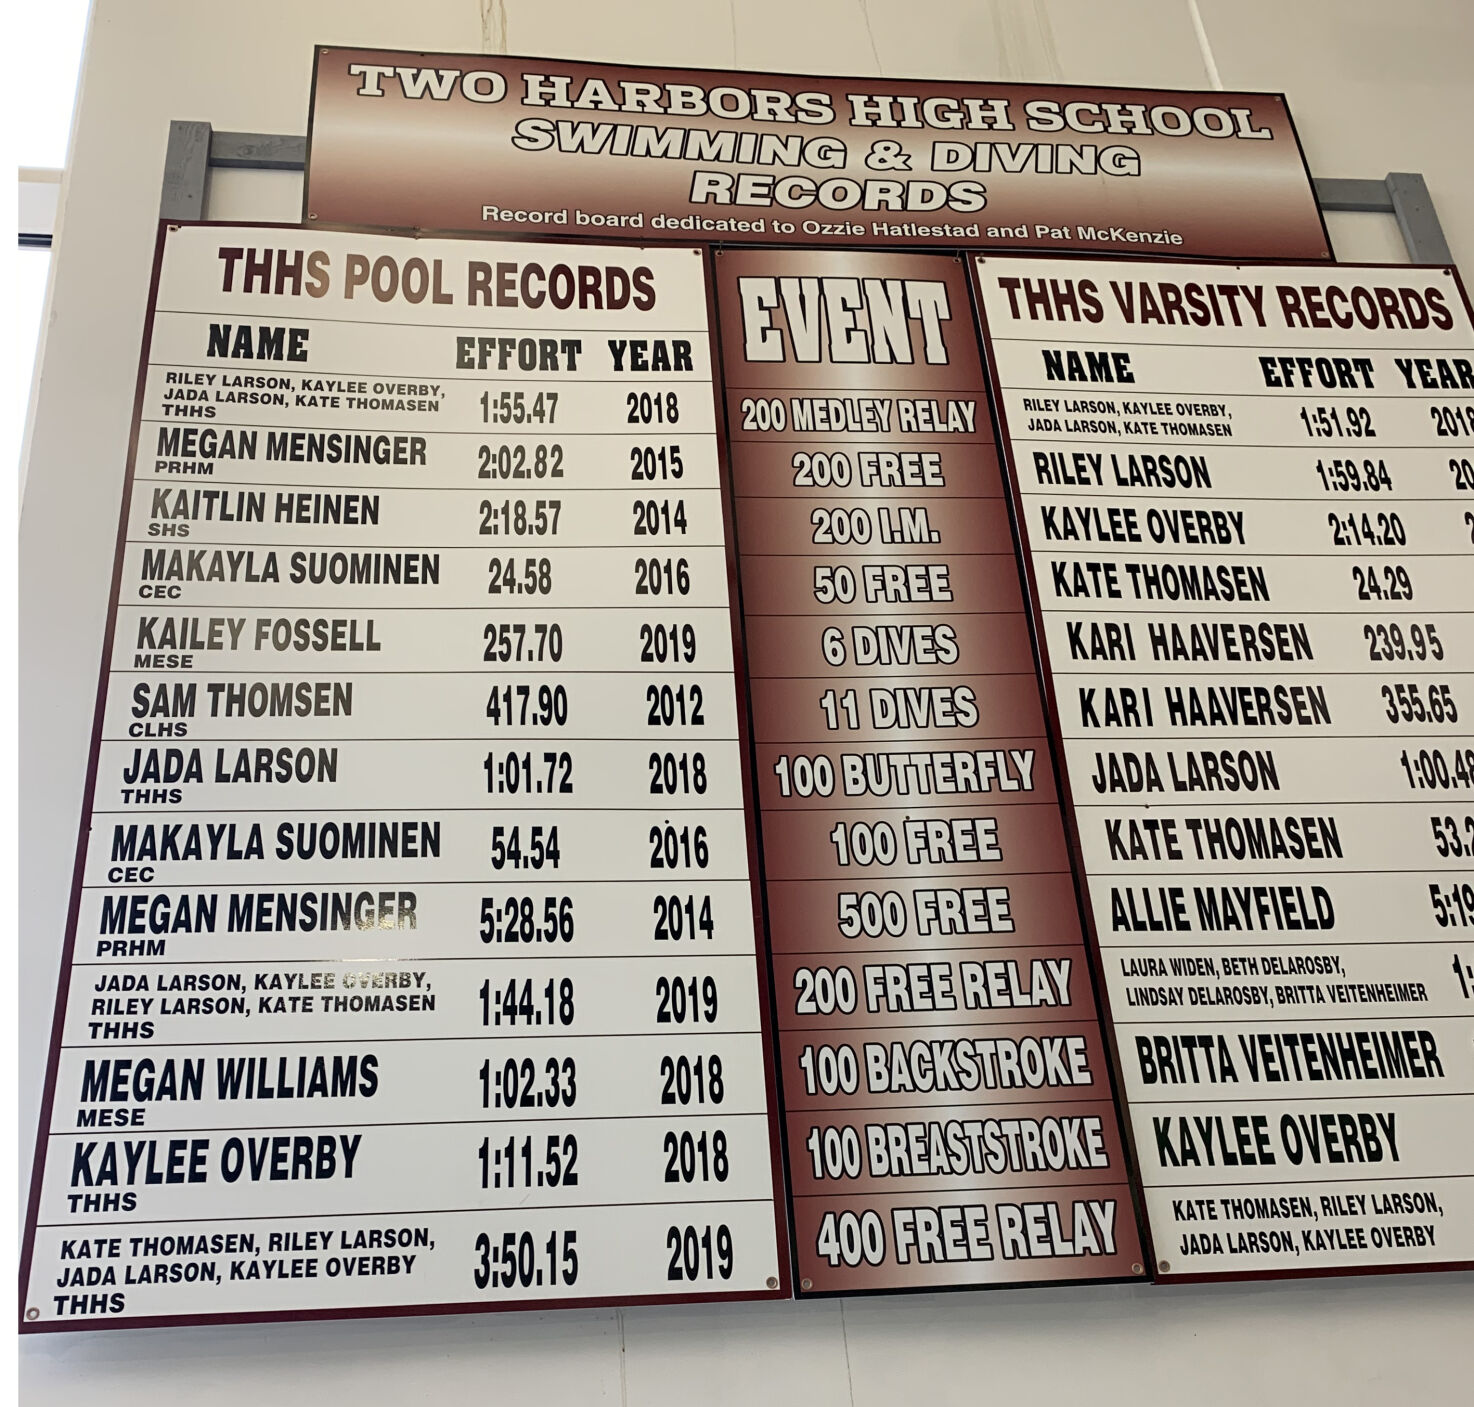 TWO HARBORS HIGH SCHOOL
SWIMMING & DIVING
RECORDS
Record board dedicated to Ozzie Hatlestad and Pat McKenzie
THHS POOL RECORDS
NAME EFFORT YEAR
RILEY LARSON, KAYLEE OVERBY,
JADA LARSON, KATE THOMASEN
THHS
1:55.47 2018
MEGAN MENSINGER 2:02.82 2015
PRHM
KAITLIN HEINEN 2:18.57 2014
SHS
MAKAYLA SUOMINEN 24.58 2016
CEC
KAILEY FOSSELL 257.70 2019
MESE
SAM THOMSEN 417.90 2012
CLHS
JADA LARSON 1:01.72 2018
THHS
MAKAYLA SUOMINEN 54.54 2016
CEC
MEGAN MENSINGER 5:28.56 2014
PRHM
JADA LARSON, KAYLEE OVERBY,
RILEY LARSON, KATE THOMASEN
THHS
1:44.18 2019
MEGAN WILLIAMS 1:02.33 2018
MESE
KAYLEE OVERBY 1:11.52 2018
THHS
KATE THOMASEN, RILEY LARSON,
JADA LARSON, KAYLEE OVERBY
THHS
3:50.15 2019
EVENT
200 MEDLEY RELAY
200 FREE
200 I.M.
50 FREE
6 DIVES
11 DIVES
100 BUTTERFLY
100 FREE
500 FREE
200 FREE RELAY
100 BACKSTROKE
100 BREASTSTROKE
400 FREE RELAY
THHS VARSITY RECORDS
NAME EFFORT YEAR
RILEY LARSON, KAYLEE OVERBY,
JADA LARSON, KATE THOMASEN
1:51.92 2018
RILEY LARSON 1:59.84 20
KAYLEE OVERBY 2:14.20
KATE THOMASEN 24.29
KARI HAAVERSEN 239.95
KARI HAAVERSEN 355.65
JADA LARSON 1:00.48
KATE THOMASEN 53.2
ALLIE MAYFIELD 5:19
LAURA WIDEN, BETH DELAROSBY,
LINDSAY DELAROSBY, BRITTA VEITENHEIMER
1:
BRITTA VEITENHEIMER
KAYLEE OVERBY
KATE THOMASEN, RILEY LARSON,
JADA LARSON, KAYLEE OVERBY